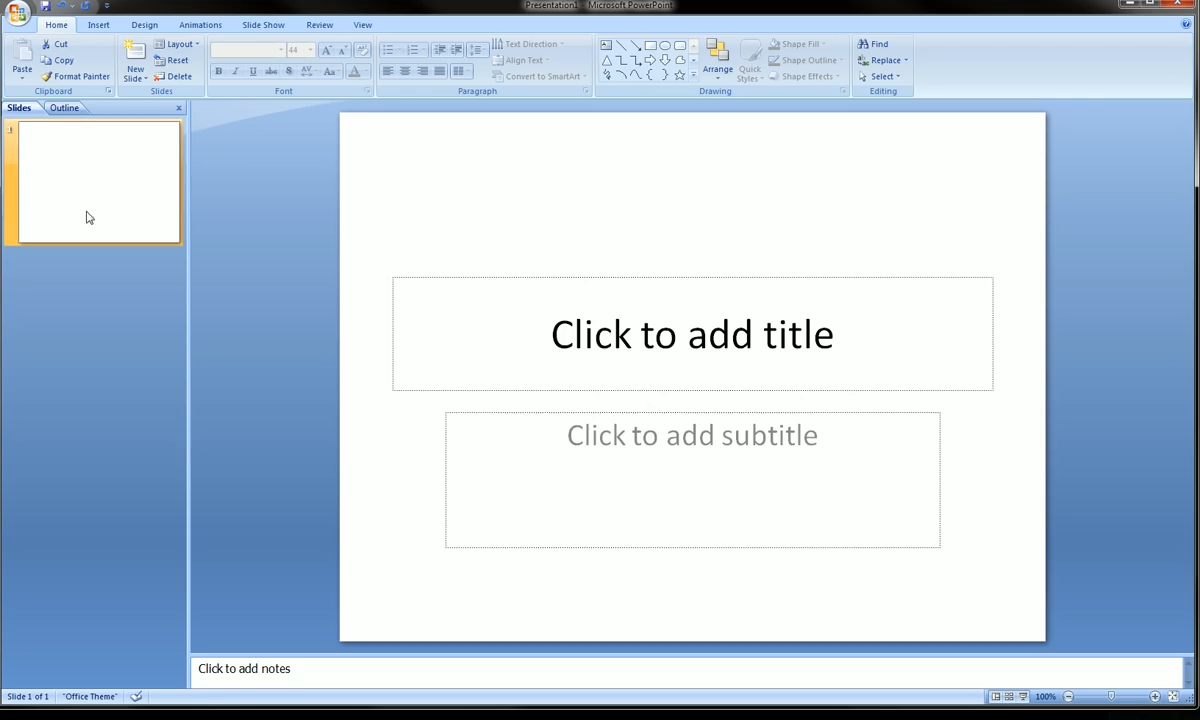 Presentation1 - Microsoft PowerPoint
Home Insert Design Animations Slide Show Review View
Paste Cut Copy Format Painter Clipboard
New Slide Layout Reset Delete Slides
44 B I U abc S AV Aa A Font
Text Direction Align Text Convert to SmartArt Paragraph
Arrange Quick Styles Shape Fill Shape Outline Shape Effects Drawing
Find Replace Select Editing
Slides Outline
1
Click to add title
Click to add subtitle
Click to add notes
Slide 1 of 1 "Office Theme" 100%